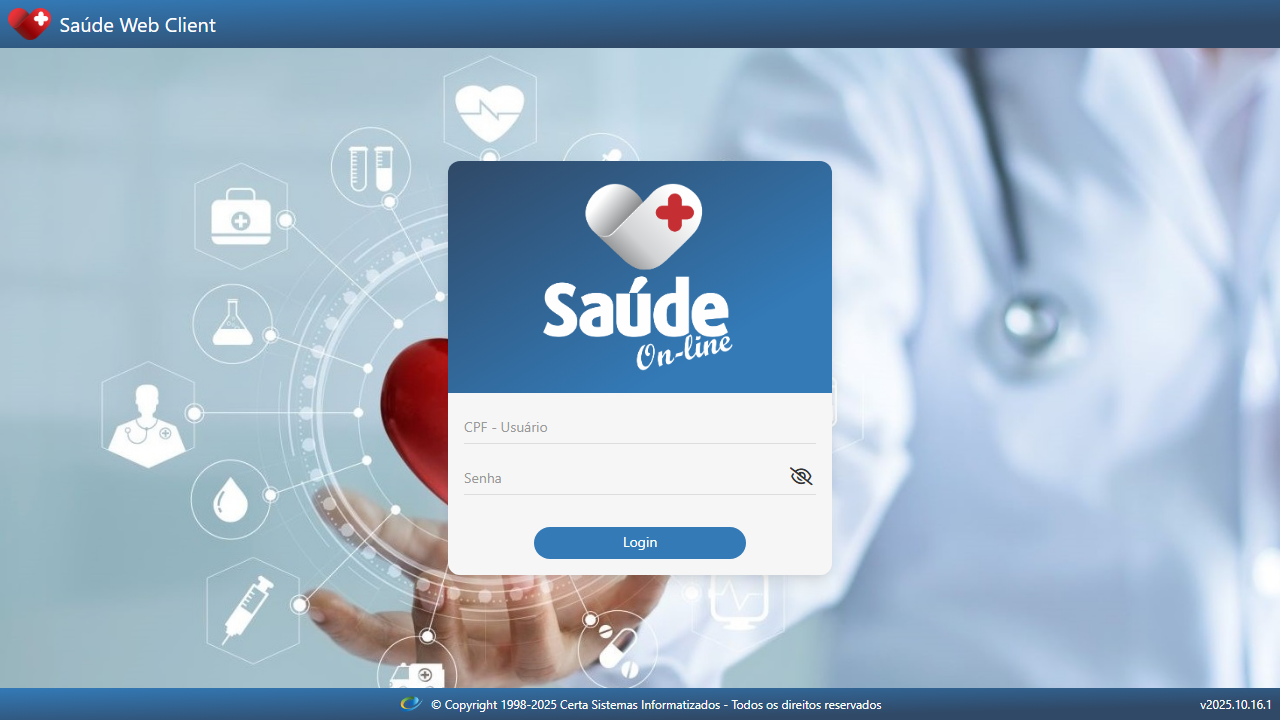 Saúde Web Client
Saúde
On-line
CPF - Usuário
Senha
Login
© Copyright 1998-2025 Certa Sistemas Informatizados - Todos os direitos reservados
v2025.10.16.1